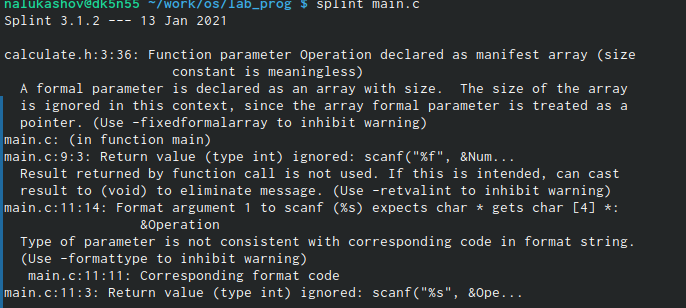 nalukashov@dk5n55 ~/work/os/lab_prog $ splint main.c
Splint 3.1.2 --- 13 Jan 2021
calculate.h:3:36: Function parameter Operation declared as manifest array (size
constant is meaningless)
A formal parameter is declared as an array with size.  The size of the array
is ignored in this context, since the array formal parameter is treated as a
pointer. (Use -fixedformalarray to inhibit warning)
main.c: (in function main)
main.c:9:3: Return value (type int) ignored: scanf("%f", &Num...
Result returned by function call is not used. If this is intended, can cast
result to (void) to eliminate message. (Use -retvalint to inhibit warning)
main.c:11:14: Format argument 1 to scanf (%s) expects char * gets char [4] *:
&Operation
Type of parameter is not consistent with corresponding code in format string.
(Use -formattype to inhibit warning)
main.c:11:11: Corresponding format code
main.c:11:3: Return value (type int) ignored: scanf("%s", &Ope...